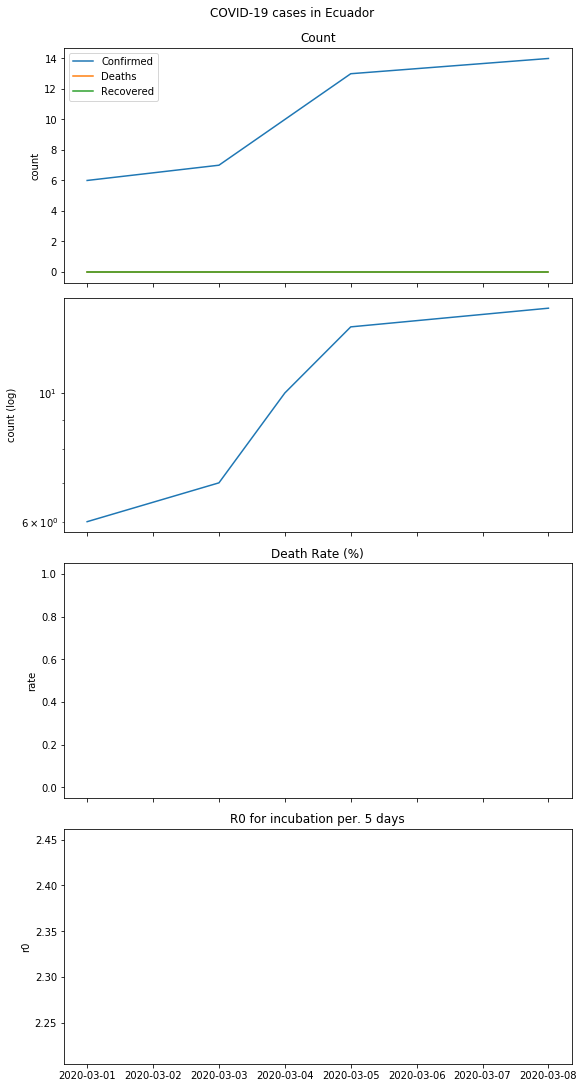 COVID-19 cases in Ecuador
Count
14
12
10
8
6
4
2
0
count
Confirmed
Deaths
Recovered
10¹
6 × 10⁰
count (log)
Death Rate (%)
1.0
0.8
0.6
0.4
0.2
0.0
rate
R0 for incubation per. 5 days
2.45
2.40
2.35
2.30
2.25
r0
2020-03-01 2020-03-02 2020-03-03 2020-03-04 2020-03-05 2020-03-06 2020-03-07 2020-03-08